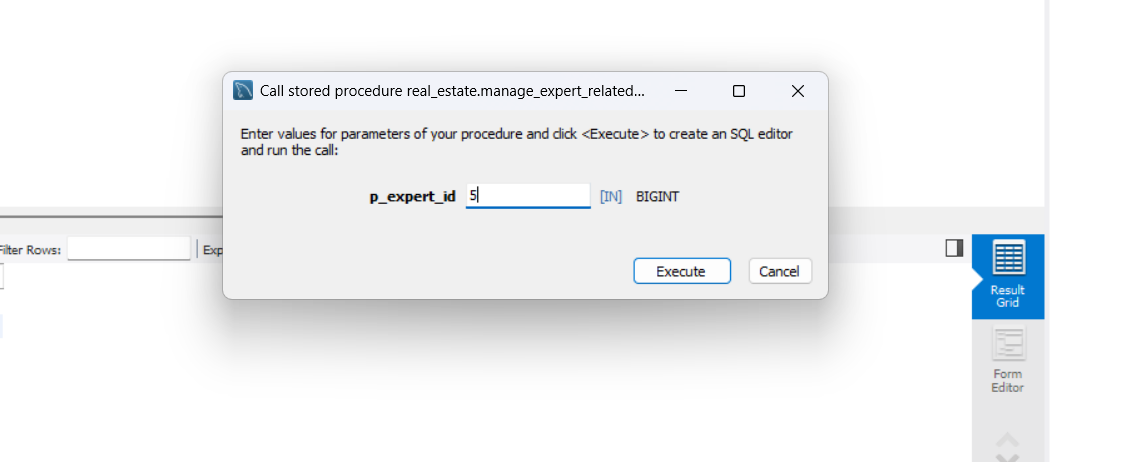 Call stored procedure real_estate.manage_expert_related...
Enter values for parameters of your procedure and click <Execute> to create an SQL editor
and run the call:
p_expert_id 5 [IN] BIGINT
Filter Rows: Exp
Execute Cancel
Result
Grid
Form
Editor